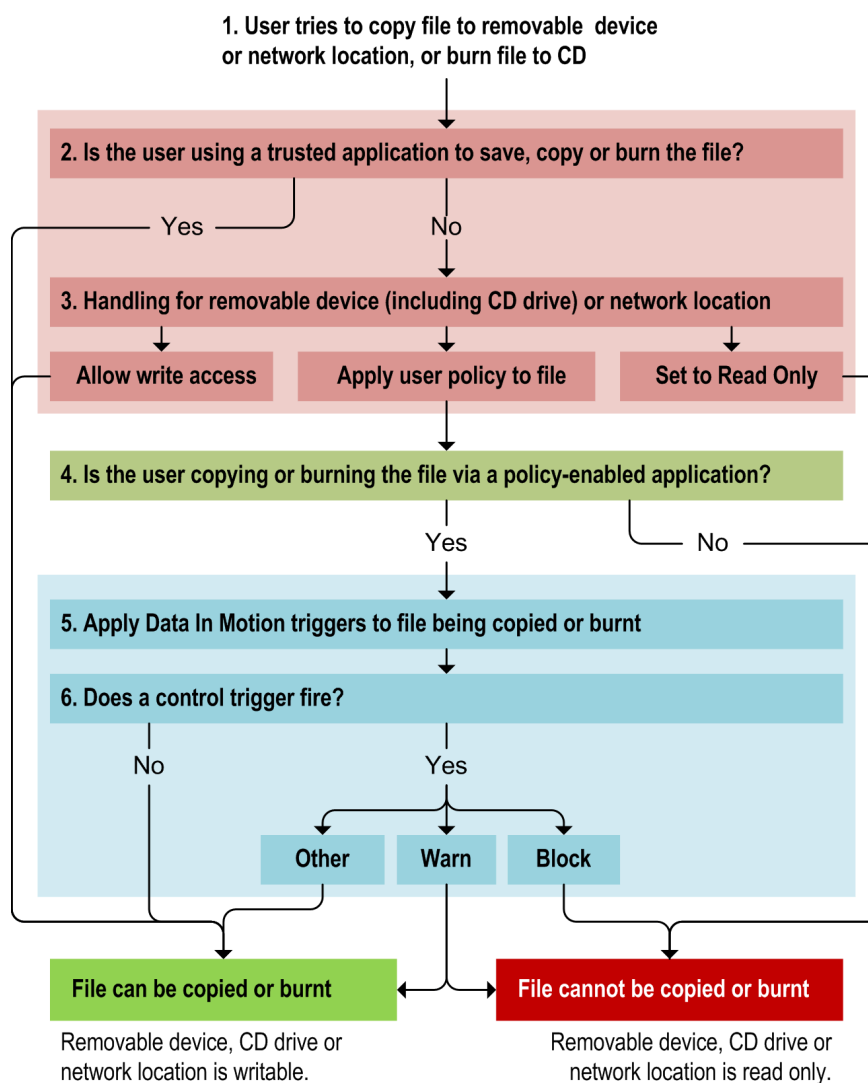 1. User tries to copy file to removable device
or network location, or burn file to CD
2. Is the user using a trusted application to save, copy or burn the file?
Yes
No
3. Handling for removable device (including CD drive) or network location
Allow write access
Apply user policy to file
Set to Read Only
4. Is the user copying or burning the file via a policy-enabled application?
Yes
No
5. Apply Data In Motion triggers to file being copied or burnt
6. Does a control trigger fire?
No
Yes
Other
Warn
Block
File can be copied or burnt
File cannot be copied or burnt
Removable device, CD drive or
network location is writable.
Removable device, CD drive or
network location is read only.